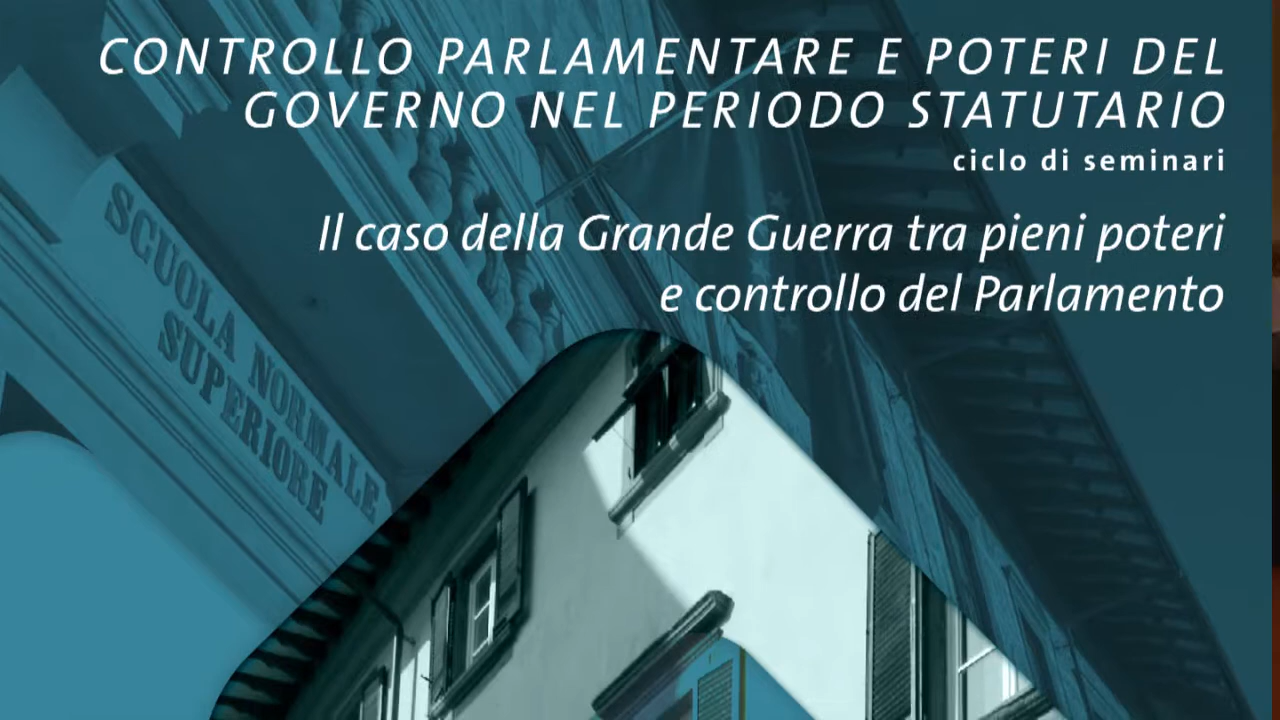 CONTROLLO PARLAMENTARE E POTERI DEL
GOVERNO NEL PERIODO STATUTARIO
ciclo di seminari
Il caso della Grande Guerra tra pieni poteri
e controllo del Parlamento
SCUOLA NORMALE
SUPERIORE